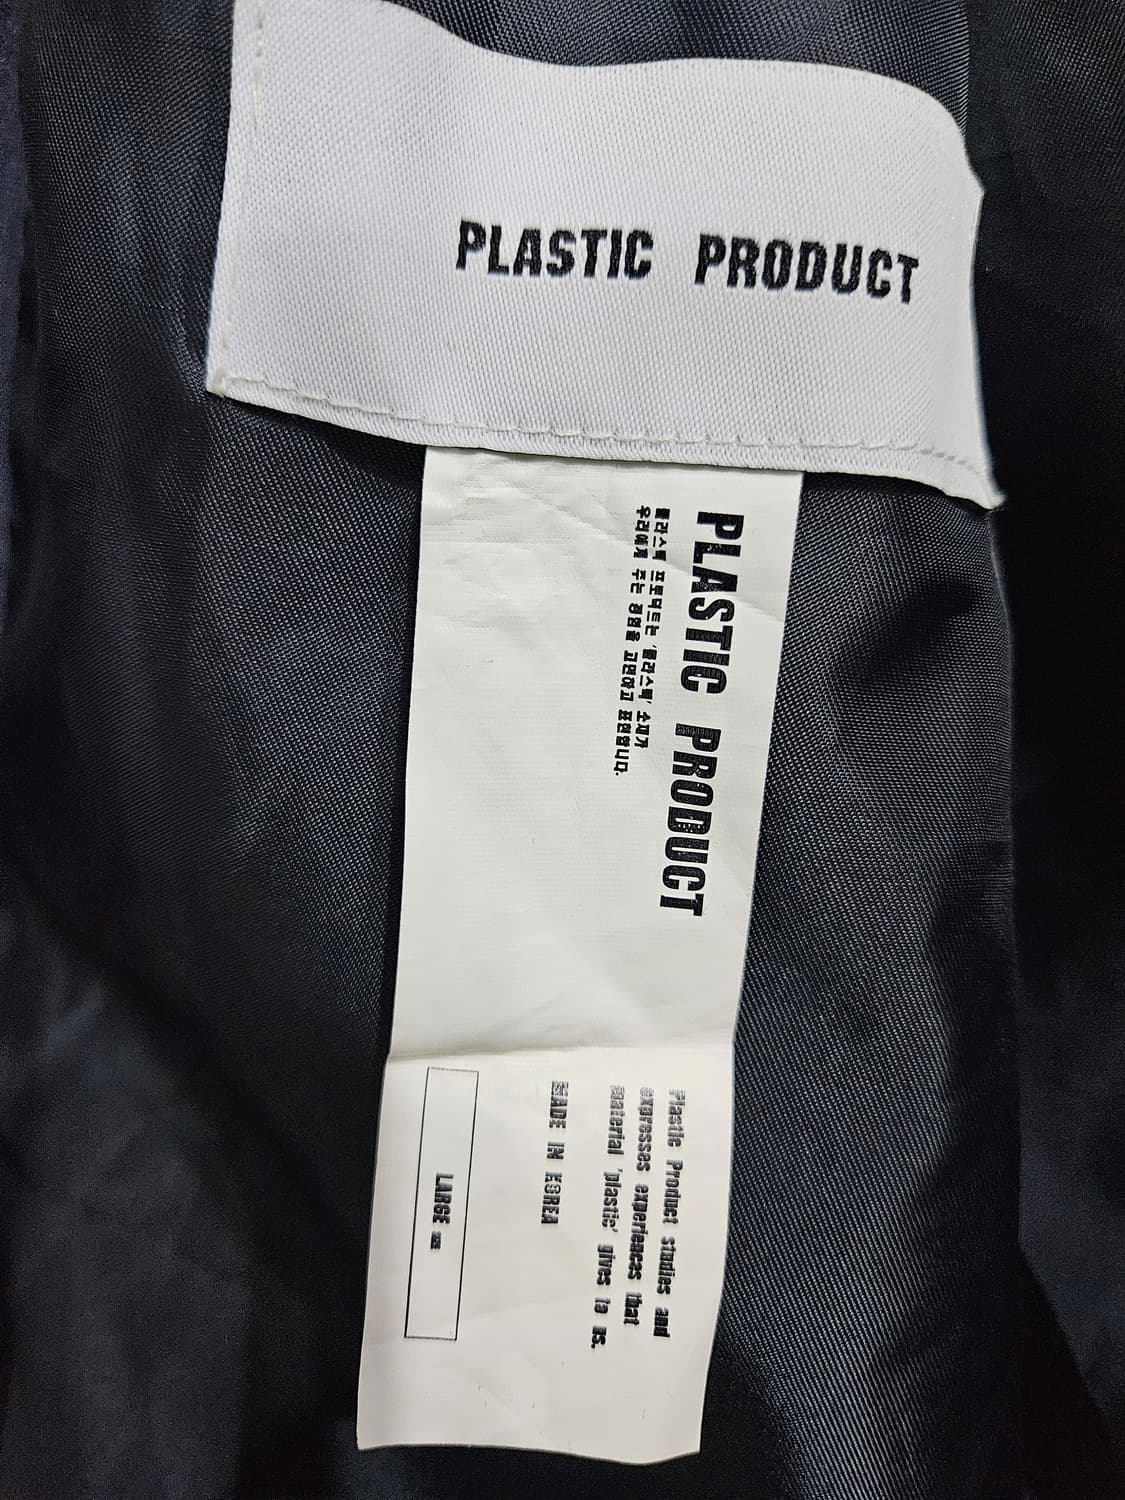 PLASTIC PRODUCT
PLASTIC PRODUCT
플라스틱 프로덕트는 '플라스틱' 소재가
우리에게 주는 경험을 고민하고 표현합니다.
Plastic Product studies and
expresses experiences that
material 'plastic' gives to us.
MADE IN KOREA
LARGE